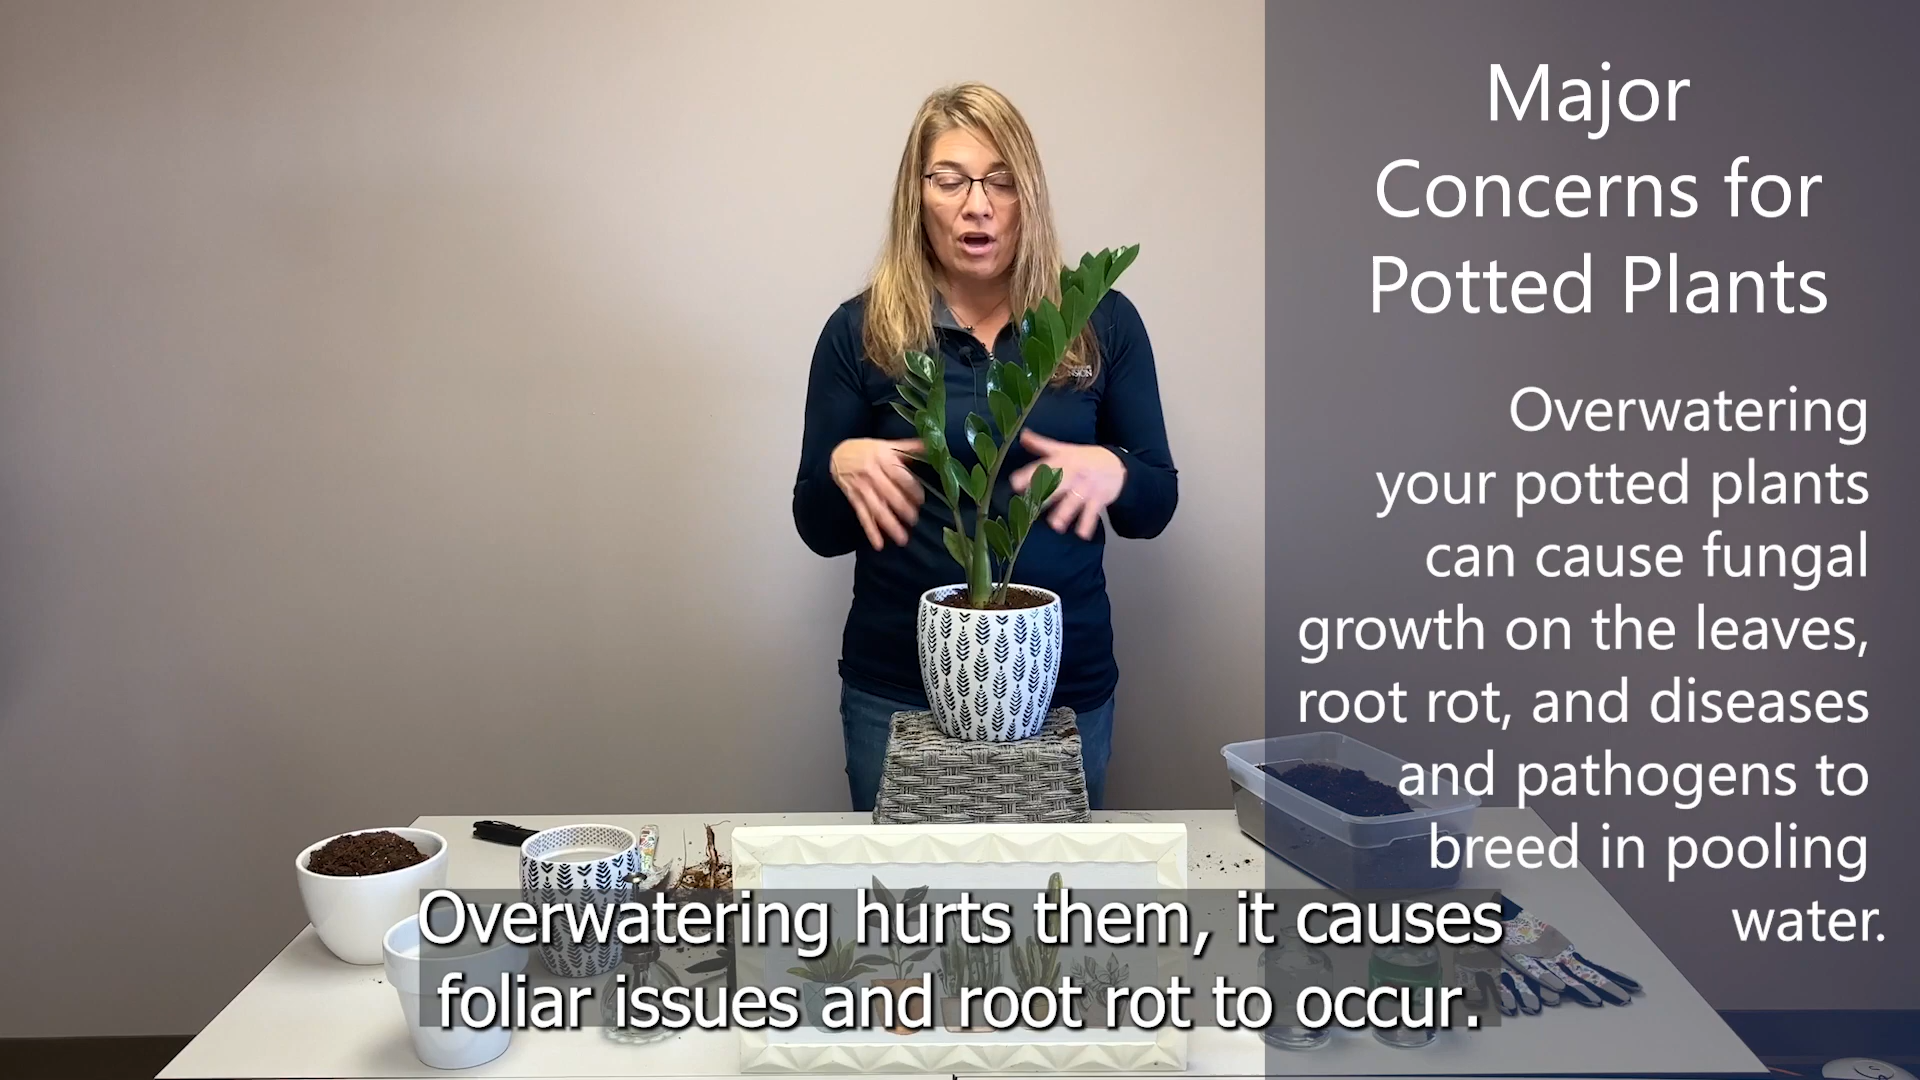 Major
Concerns for
Potted Plants
Overwatering
your potted plants
can cause fungal
growth on the leaves,
root rot, and diseases
and pathogens to
breed in pooling
water.
Overwatering hurts them, it causes
foliar issues and root rot to occur.